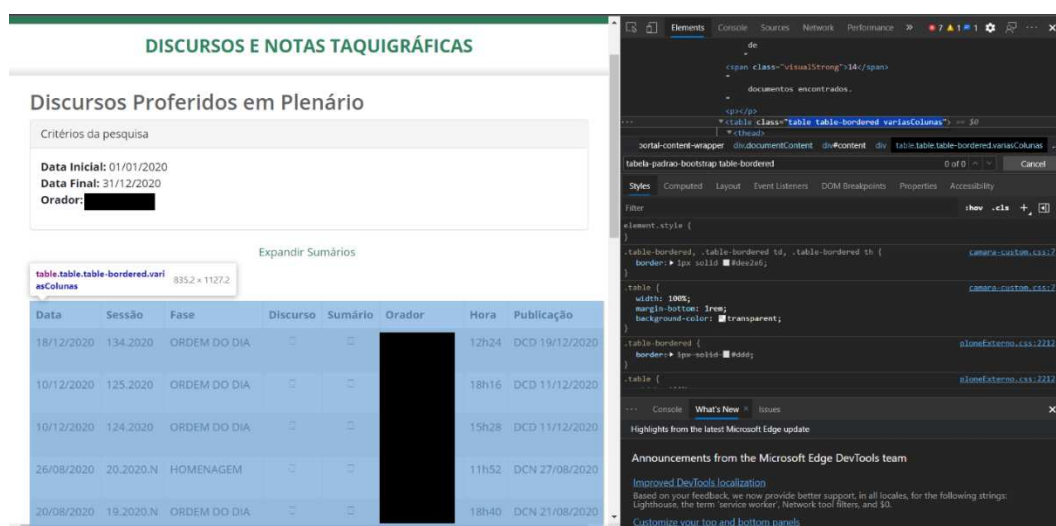 DISCURSOS E NOTAS TAQUIGRÁFICAS
Discursos Proferidos em Plenário
Critérios da pesquisa
Data Inicial: 01/01/2020
Data Final: 31/12/2020
Orador:
Expandir Sumários
table.table.table-bordered.vari
asColunas
835.2 × 1127.2
Data Sessão Fase Discurso Sumário Orador Hora Publicação
18/12/2020 134.2020 ORDEM DO DIA 12h24 DCD 19/12/2020
10/12/2020 125.2020 ORDEM DO DIA 18h16 DCD 11/12/2020
10/12/2020 124.2020 ORDEM DO DIA 15h28 DCD 11/12/2020
26/08/2020 20.2020.N HOMENAGEM 11h52 DCN 27/08/2020
20/08/2020 19.2020.N ORDEM DO DIA 18h40 DCN 21/08/2020
Elements Console Sources Network Performance » 7 1 1 ··· ×
de
"
<span class="visualStrong">14</span>
"
documentos encontrados.
"
<p></p>
▼<table class="table table-bordered variasColunas"> == $0
▼<thead>
portal-content-wrapper div.documentContent div#content div table.table.table-bordered.variasColunas
tabela-padrao-bootstrap table-bordered 0 of 0 Cancel
Styles Computed Layout Event Listeners DOM Breakpoints Properties Accessibility
Filter :hov .cls +
element.style {
}
.table-bordered, .table-bordered td, .table-bordered th { camara-custom.css:7
border: ▶ 1px solid #dee2e6;
}
.table { camara-custom.css:7
width: 100%;
margin-bottom: 1rem;
background-color: transparent;
}
.table-bordered { ploneExterno.css:2212
border: ▶ 1px solid #ddd;
}
.table { ploneExterno.css:2212
··· Console What's New × Issues ×
Highlights from the latest Microsoft Edge update
Announcements from the Microsoft Edge DevTools team
Improved DevTools localization
Based on your feedback, we now provide better support, in all locales, for the following strings:
Lighthouse, the term 'service worker', Network tool filters, and $0.
Customize your top and bottom panels